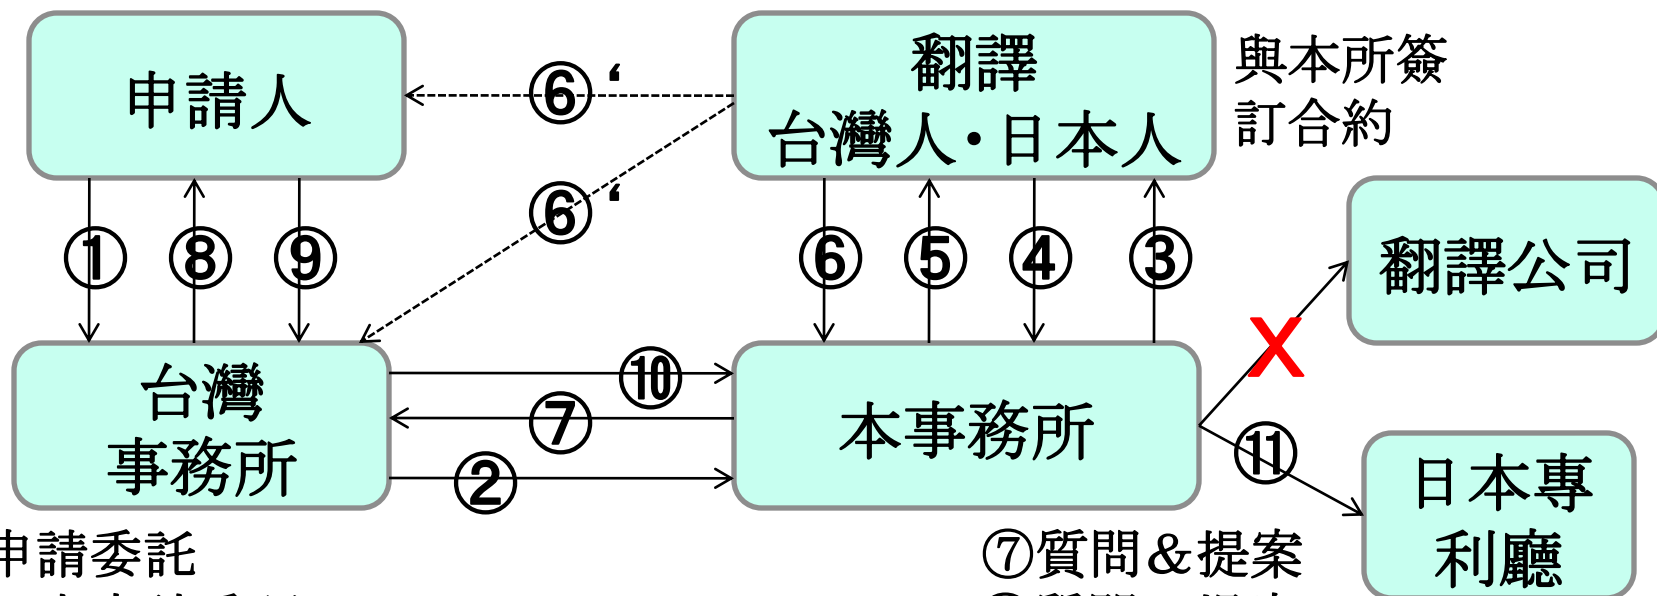 申請人
翻譯
台灣人・日本人
與本所簽
訂合約
⑥‘
⑥‘
①
⑧
⑨
⑥
⑤
④
③
翻譯公司
X
台灣
事務所
⑩
⑦
②
本事務所
⑪
日本專
利廳
申請委託
⑦質問&提案